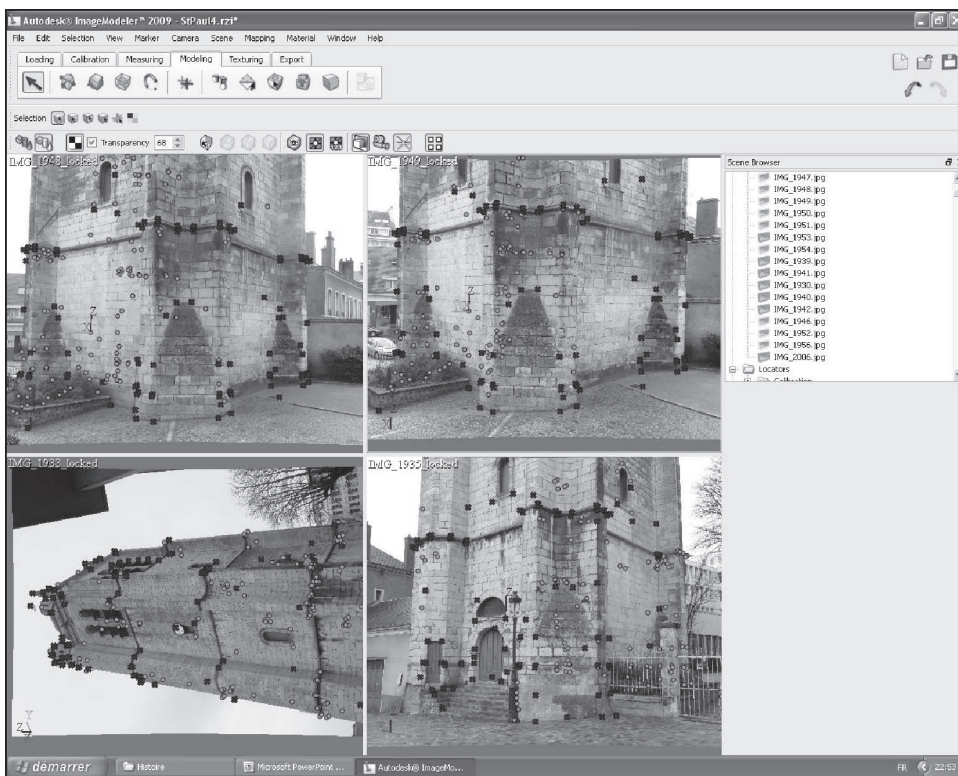 Autodesk® ImageModeler™ 2009 - StPaul4.rzi*
File Edit Selection View Marker Camera Scene Mapping Material Window Help
Loading Calibration Measuring Modeling Texturing Export
Selection
Transparency 68
IMG_1948_locked
IMG_1949_locked
Scene Browser
IMG_1947.jpg
IMG_1948.jpg
IMG_1949.jpg
IMG_1950.jpg
IMG_1951.jpg
IMG_1953.jpg
IMG_1954.jpg
IMG_1939.jpg
IMG_1941.jpg
IMG_1930.jpg
IMG_1940.jpg
IMG_1942.jpg
IMG_1946.jpg
IMG_1952.jpg
IMG_1956.jpg
IMG_2006.jpg
Locators
Calibration
IMG_1933_locked
IMG_1935_locked
démarrer Histoire Microsoft PowerPoint ... Autodesk® ImageMo... FR 22:53